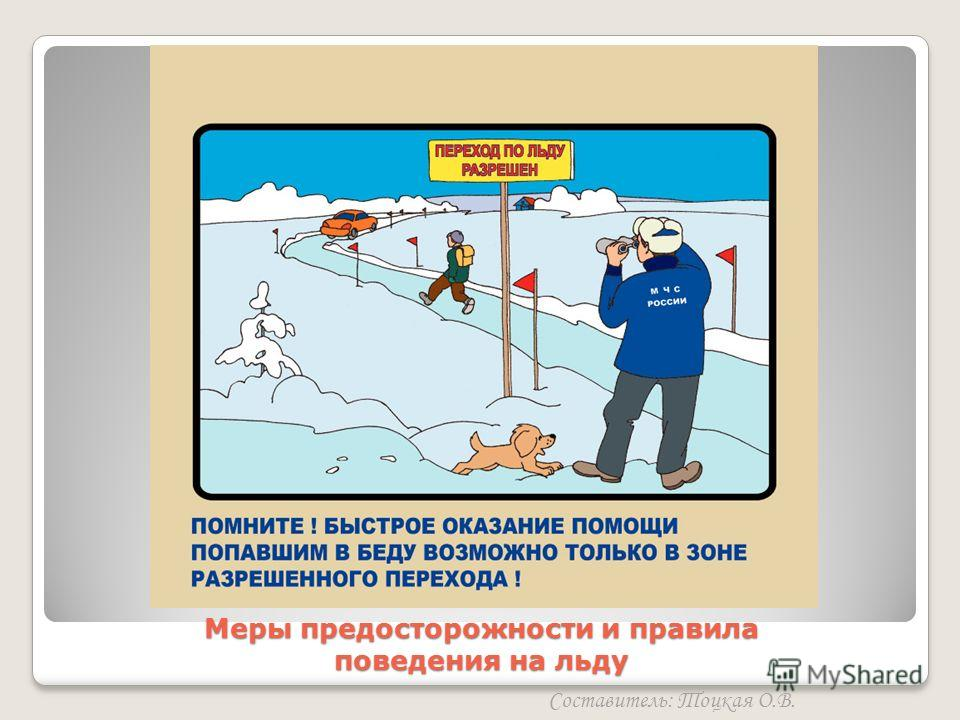 ПЕРЕХОД ПО ЛЬДУ
РАЗРЕШЕН
М Ч С
РОССИИ
ПОМНИТЕ ! БЫСТРОЕ ОКАЗАНИЕ ПОМОЩИ
ПОПАВШИМ В БЕДУ ВОЗМОЖНО ТОЛЬКО В ЗОНЕ
РАЗРЕШЕННОГО ПЕРЕХОДА !
Меры предосторожности и правила
поведения на льду
MyShared
Составитель: Тоцкая О.В.